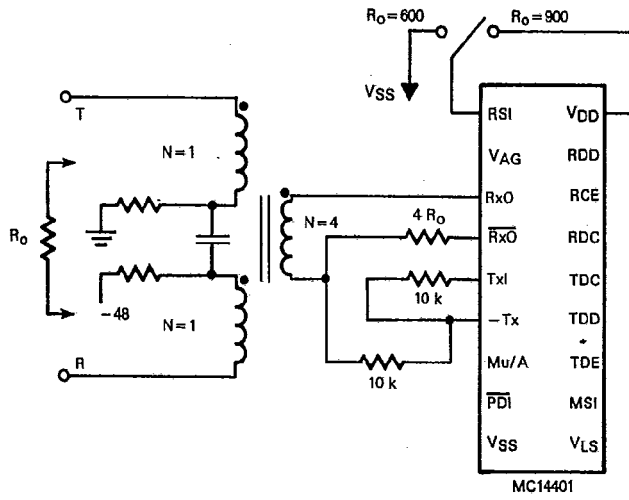 Ro=600
Ro=900
VSS
T
N=1
Ro
-48
N=1
R
N=4
4 Ro
10 k
10 k
RSI
VDD
VAG
RDD
RxO
RCE
RxO
RDC
TxI
TDC
-Tx
TDD
Mu/A
TDE
PDI
MSI
VSS
VLS
MC14401